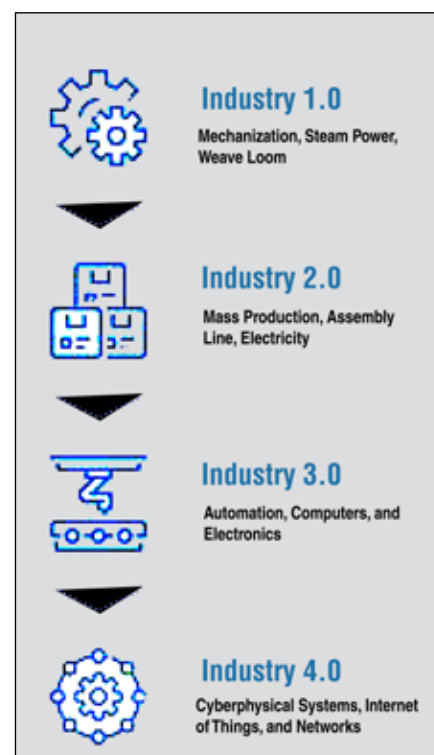 Industry 1.0
Mechanization, Steam Power,
Weave Loom
Industry 2.0
Mass Production, Assembly
Line, Electricity
Industry 3.0
Automation, Computers, and
Electronics
Industry 4.0
Cyberphysical Systems, Internet
of Things, and Networks